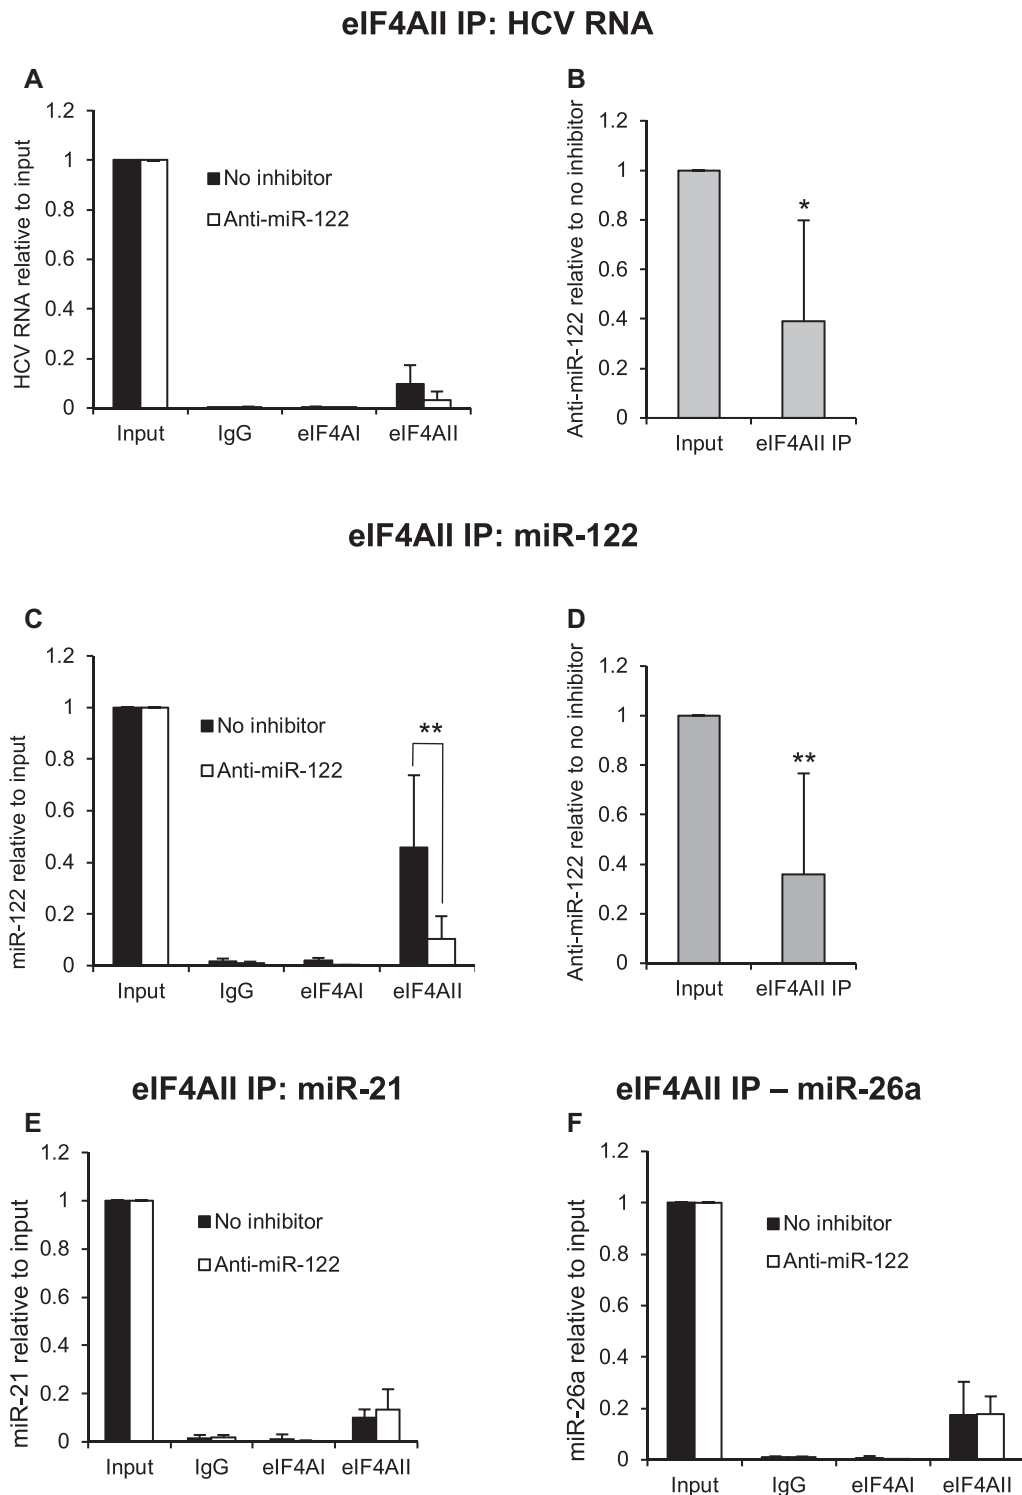 eIF4AII IP: HCV RNA
A
HCV RNA relative to input
1.2
1
0.8
0.6
0.4
0.2
0
No inhibitor
Anti-miR-122
Input IgG eIF4AI eIF4AII
B
Anti-miR-122 relative to no inhibitor
1.2
1
0.8
0.6
0.4
0.2
0
*
Input eIF4AII IP
eIF4AII IP: miR-122
C
miR-122 relative to input
1.2
1
0.8
0.6
0.4
0.2
0
No inhibitor
Anti-miR-122
**
Input IgG eIF4AI eIF4AII
D
Anti-miR-122 relative to no inhibitor
1.2
1
0.8
0.6
0.4
0.2
0
**
Input eIF4AII IP
eIF4AII IP: miR-21
E
miR-21 relative to input
1.2
1
0.8
0.6
0.4
0.2
0
No inhibitor
Anti-miR-122
Input IgG eIF4AI eIF4AII
eIF4AII IP – miR-26a
F
miR-26a relative to input
1.2
1
0.8
0.6
0.4
0.2
0
No inhibitor
Anti-miR-122
Input IgG eIF4AI eIF4AII